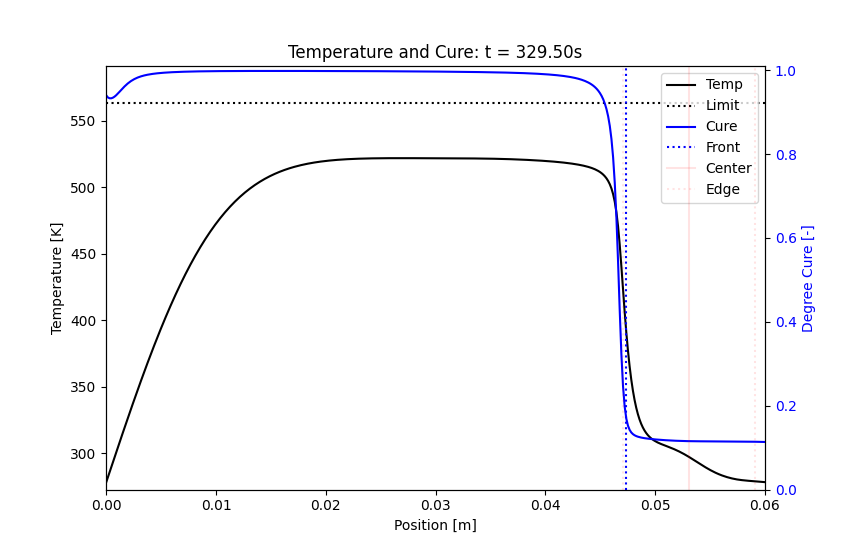 Temperature and Cure: t = 329.50s
Temp
Limit
Cure
Front
Center
Edge
Temperature [K]
550
500
450
400
350
300
Degree Cure [-]
1.0
0.8
0.6
0.4
0.2
0.0
0.00 0.01 0.02 0.03 0.04 0.05 0.06
Position [m]